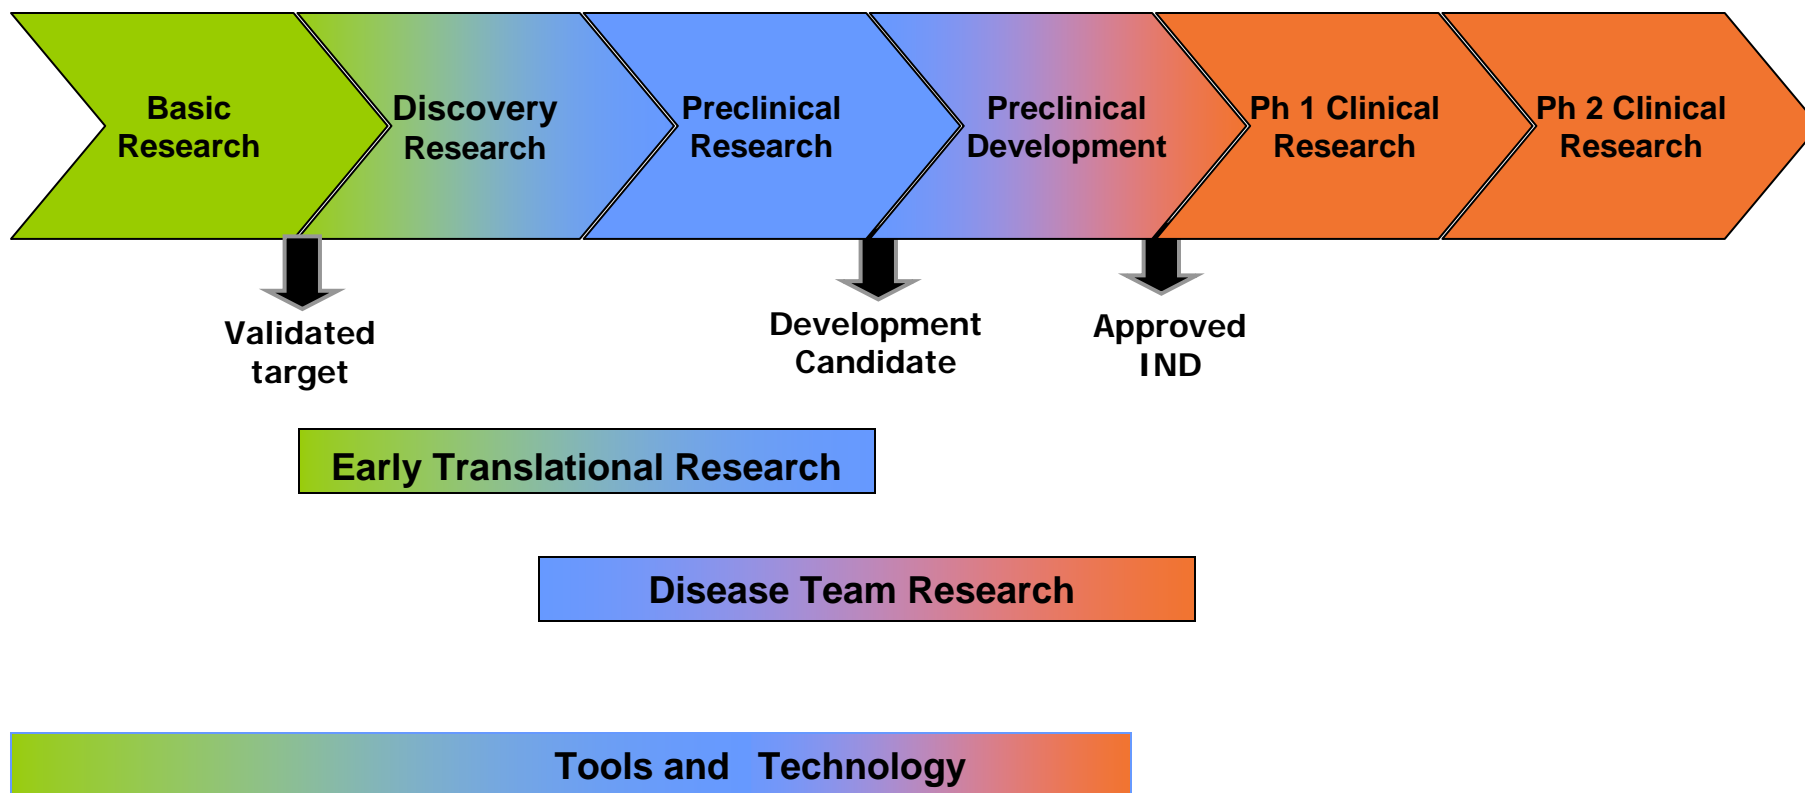 Basic
Research
Discovery
Research
Preclinical
Research
Preclinical
Development
Ph 1 Clinical
Research
Ph 2 Clinical
Research
Validated
target
Development
Candidate
Approved
IND
Early Translational Research
Disease Team Research
Tools and Technology